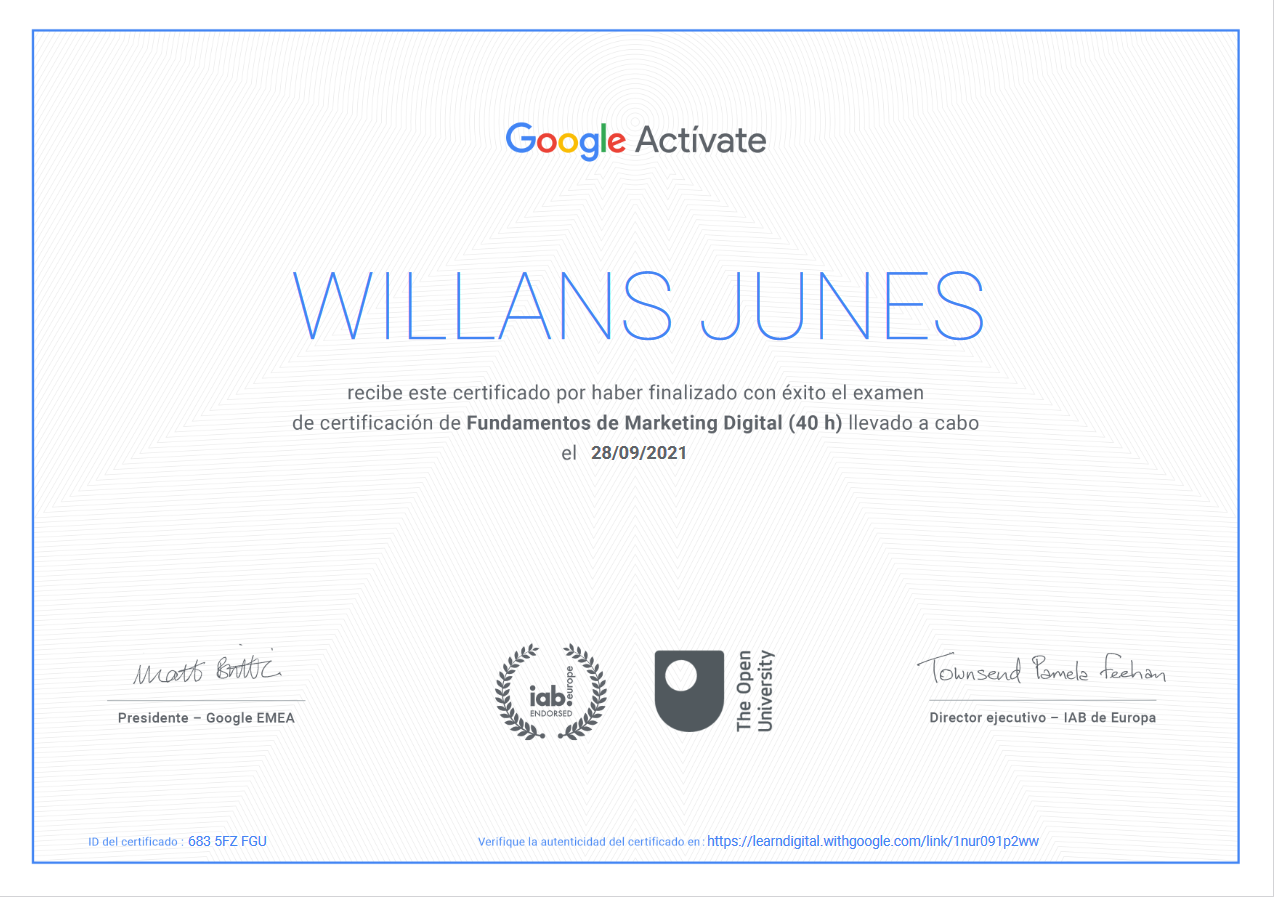 Google Actívate
WILLANS JUNES
recibe este certificado por haber finalizado con éxito el examen
de certificación de Fundamentos de Marketing Digital (40 h) llevado a cabo
el 28/09/2021
Matt Brittin
Townsend Pamela Feehan
Presidente – Google EMEA
iab.europe
ENDORSED
The Open
University
Director ejecutivo – IAB de Europa
ID del certificado : 683 5FZ FGU
Verifique la autenticidad del certificado en : https://learndigital.withgoogle.com/link/1nur091p2ww